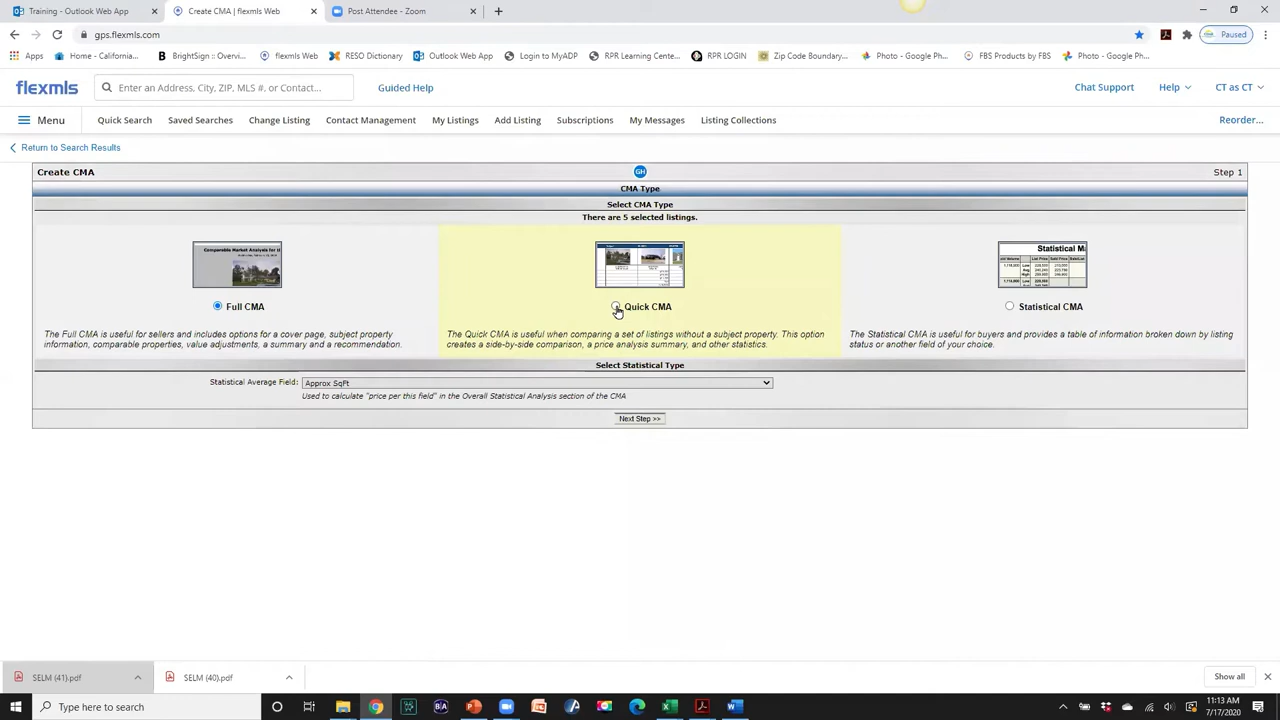 Training - Outlook Web App
Create CMA | flexmls Web
Post Attendee - Zoom
gps.flexmls.com
Paused
Apps
Home - California...
BrightSign :: Overvi...
flexmls Web
RESO Dictionary
Outlook Web App
Login to MyADP
RPR Learning Cente...
RPR LOGIN
Zip Code Boundary...
Photo - Google Ph...
FBS Products by FBS
Photo - Google Ph...
flexmls
Enter an Address, City, ZIP, MLS #, or Contact...
Guided Help
Chat Support
Help
CT as CT
Menu
Quick Search
Saved Searches
Change Listing
Contact Management
My Listings
Add Listing
Subscriptions
My Messages
Listing Collections
Reorder...
Return to Search Results
Create CMA
GH
Step 1
CMA Type
Select CMA Type
There are 5 selected listings.
Comparable Market Analysis for
Statistical M
Full CMA
Quick CMA
Statistical CMA
The Full CMA is useful for sellers and includes options for a cover page, subject property
information, comparable properties, value adjustments, a summary and a recommendation.
The Quick CMA is useful when comparing a set of listings without a subject property. This option
creates a side-by-side comparison, a price analysis summary, and other statistics.
The Statistical CMA is useful for buyers and provides a table of information broken down by listing
status or another field of your choice.
Select Statistical Type
Statistical Average Field:
Approx SqFt
Used to calculate "price per this field" in the Overall Statistical Analysis section of the CMA
Next Step >>
SELM (41).pdf
SELM (40).pdf
Show all
Type here to search
11:13 AM
7/17/2020